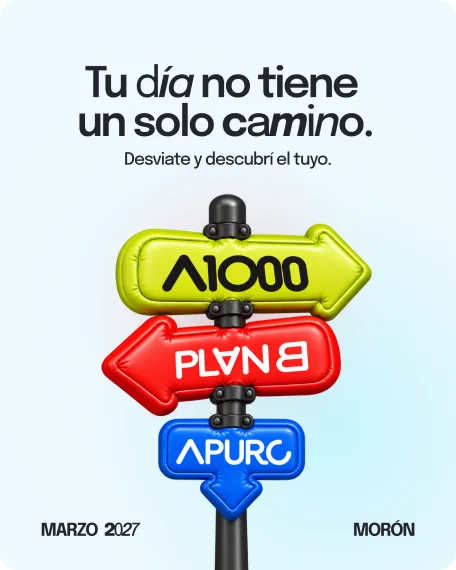 Tu día no tiene
un solo camino.
Desviate y descubrí el tuyo.
A1000
PLAN B
APURO
MARZO 2027
MORÓN